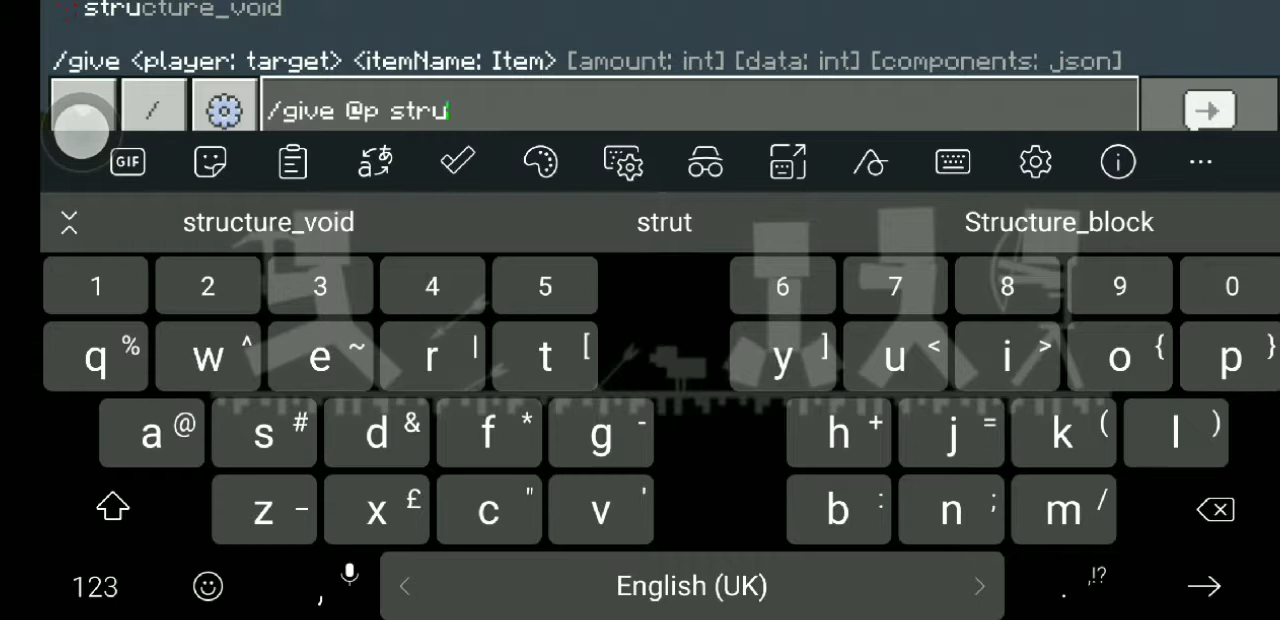 structure_void
/give <player: target> <itemName: Item> [amount: int] [data: int] [components: json]
/ /give @p stru
GIF
structure_void strut Structure_block
1 2 3 4 5 6 7 8 9 0
q % w ^ e ~ r | t [ y ] u < i > o { p }
a @ s # d & f * g - h + j = k ( l )
z – x £ c " v ' b : n ; m /
123 , < English (UK) > . ,!?